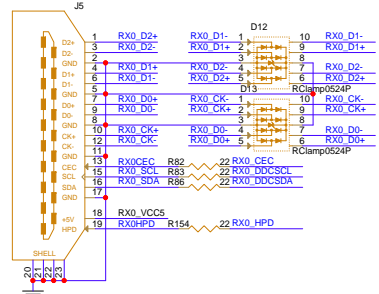 J5
D2+ 1 RX0_D2+
D2- 3 RX0_D2-
GND 2
D1+ 4 RX0_D1+
D1- 6 RX0_D1-
GND 5
D0+ 7 RX0_D0+
D0- 9 RX0_D0-
GND 8
CK+ 10 RX0_CK+
CK- 12 RX0_CK-
GND 11
CEC 13 RX0CEC R82 22 RX0_CEC
SCL 15 RX0_SCL R83 22 RX0_DDCSCL
SDA 16 RX0_SDA R86 22 RX0_DDCSDA
GND 17
+5V 18 RX0_VCC5
HPD 19 RX0HPD R154 22 RX0_HPD
SHELL
20 21 22 23
D12
RX0_D1- 1 10 RX0_D1-
RX0_D1+ 2 9 RX0_D1+
3 8
RX0_D2- 4 7 RX0_D2-
RX0_D2+ 5 6 RX0_D2+
D13 RClamp0524P
RX0_CK- 1 10 RX0_CK-
RX0_CK+ 2 9 RX0_CK+
3 8
RX0_D0- 4 7 RX0_D0-
RX0_D0+ 5 6 RX0_D0+
RClamp0524P